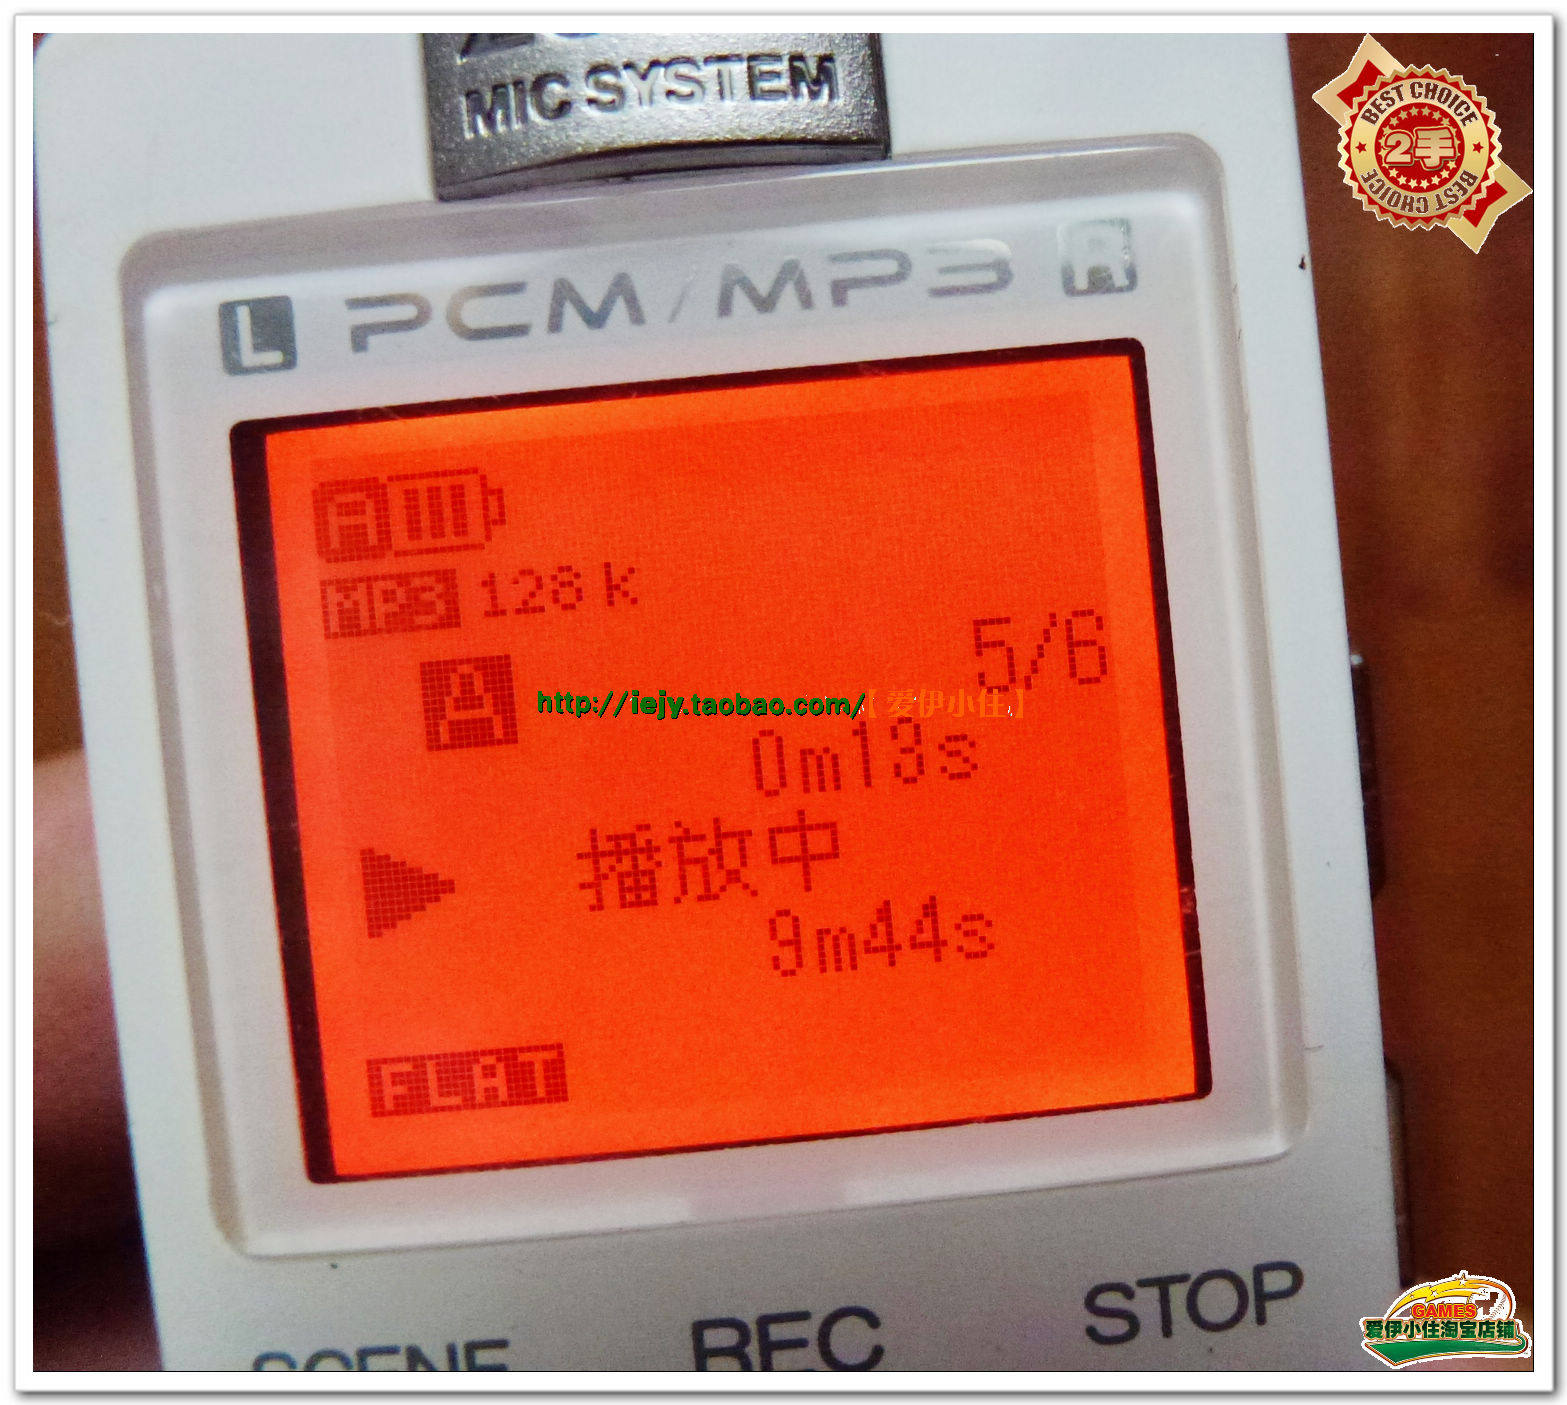 MIC SYSTEM
BEST CHOICE
2手
BEST CHOICE
L PCM/MP3 R
A
MP3 128 K
5/6
A
http://iejy.taobao.com/【爱伊小住】
0m13s
播放中
9m44s
FLAT
SCENE REC STOP
GAMES
爱伊小住淘宝店铺